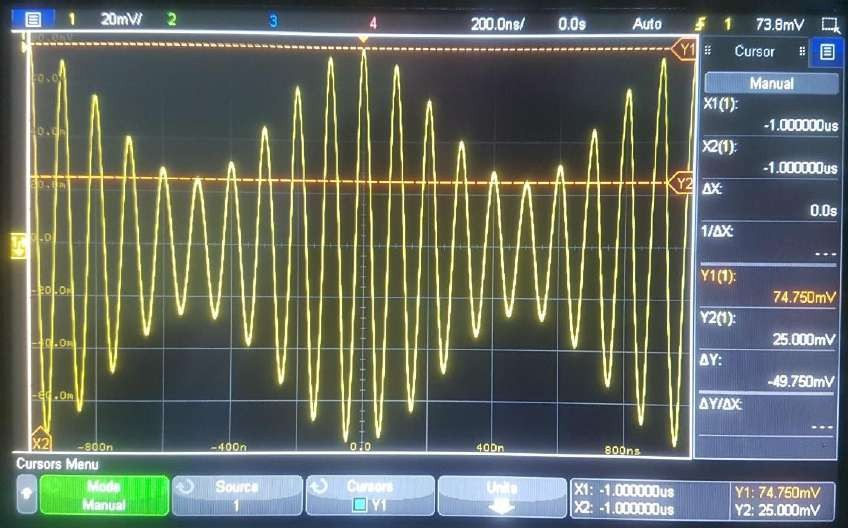 1 20mV/ 2 3 4 200.0ns/ 0.0s Auto 1 73.8mV
Y1
Cursor
Manual
X1(1):
-1.000000us
X2(1):
-1.000000us
ΔX:
0.0s
1/ΔX:
---
Y1(1):
74.750mV
Y2(1):
25.000mV
ΔY:
-49.750mV
ΔY/ΔX:
---
Y2
20.0m
0.0
-20.0m
-40.0m
-60.0m
X2
-800n -400n 0.0 400n 800ns
Cursors Menu
Mode
Manual
Source
1
Cursors
Y1
Units
X1: -1.000000us
X2: -1.000000us
Y1: 74.750mV
Y2: 25.000mV